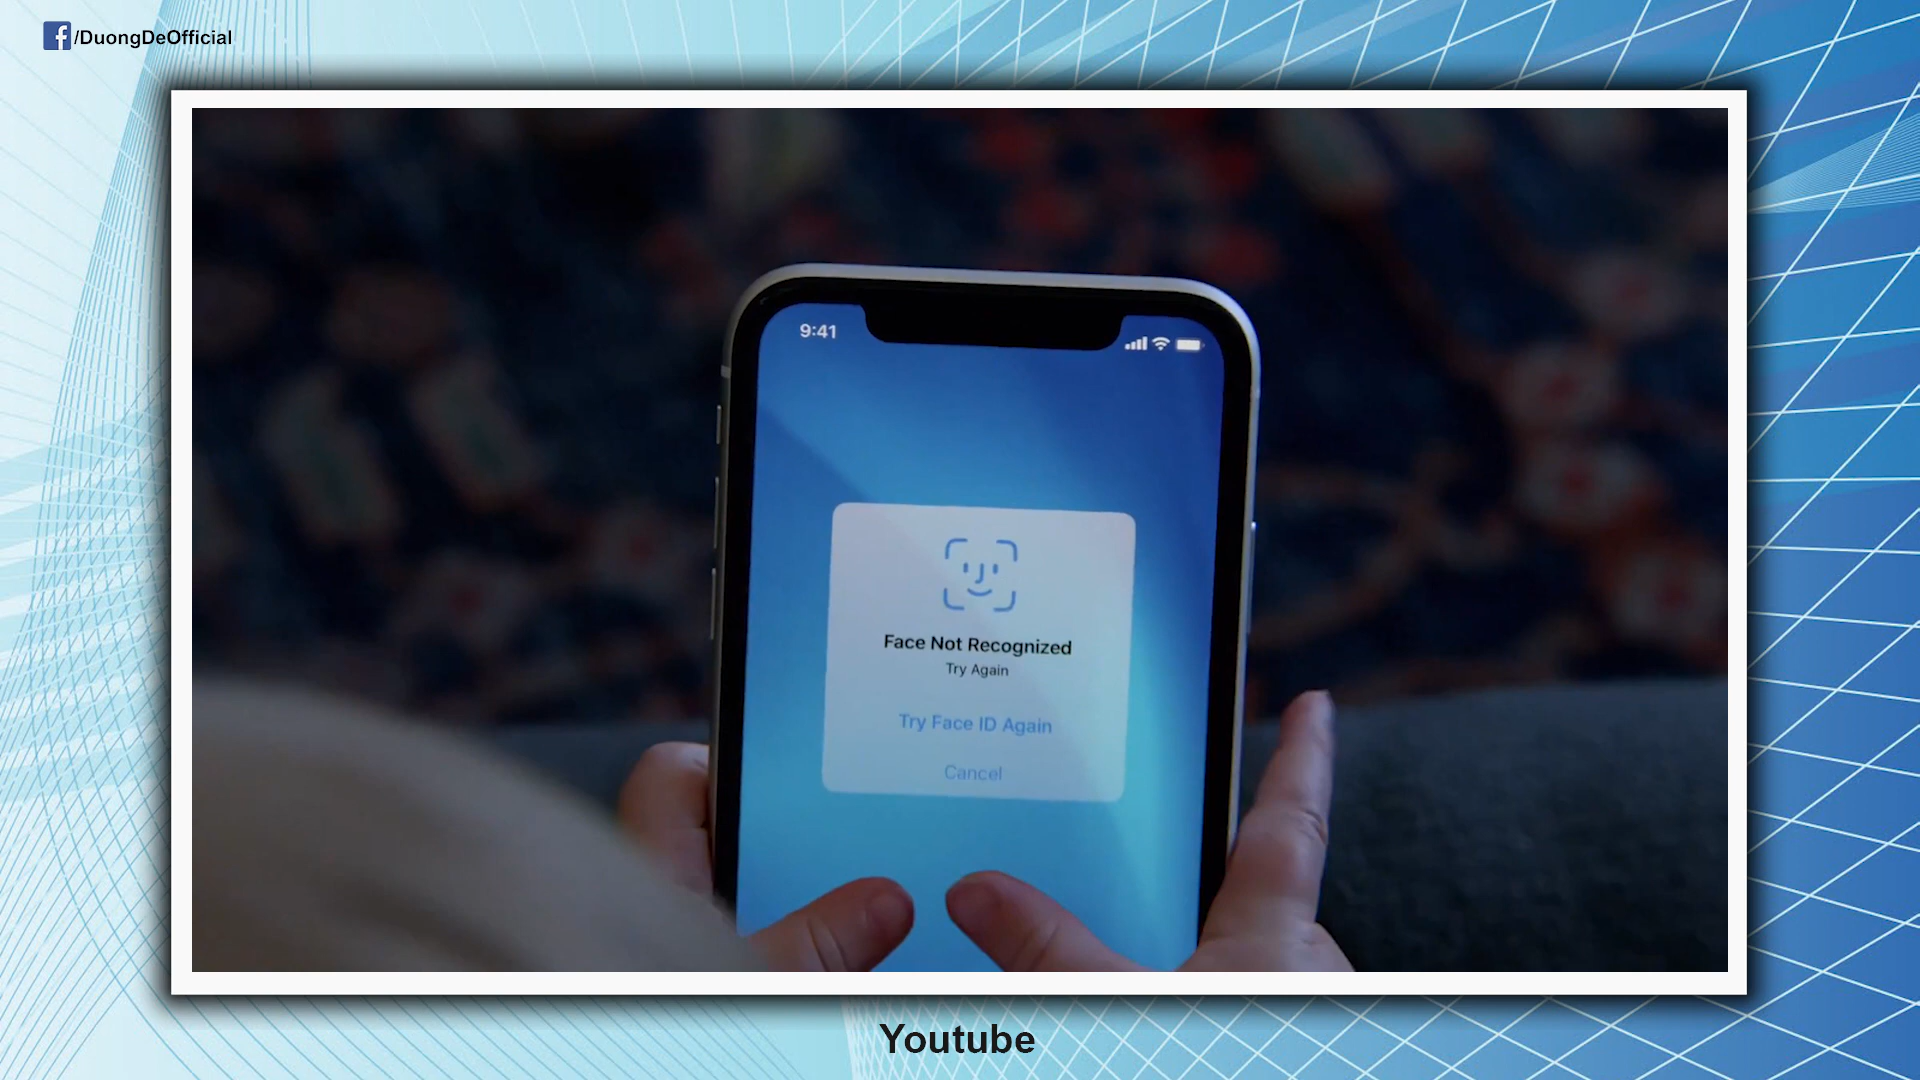 /DuongDeOfficial
9:41
Face Not Recognized
Try Again
Try Face ID Again
Cancel
Youtube